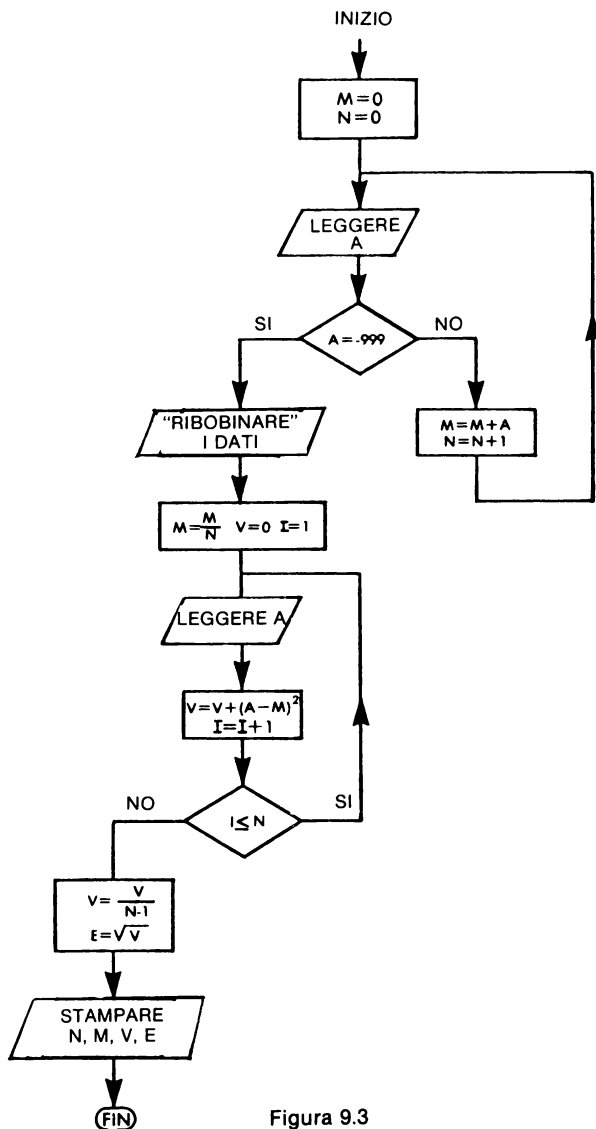 INIZIO
M=0
N=0
LEGGERE
A
SI
A=-999
NO
"RIBOBINARE"
I DATI
M=M+A
N=N+1
M=M/N V=0 I=1
LEGGERE A
V=V+(A-M)²
I=I+1
NO
I≤N
SI
V=V/N-1
E=√V
STAMPARE
N, M, V, E
FIN
Figura 9.3